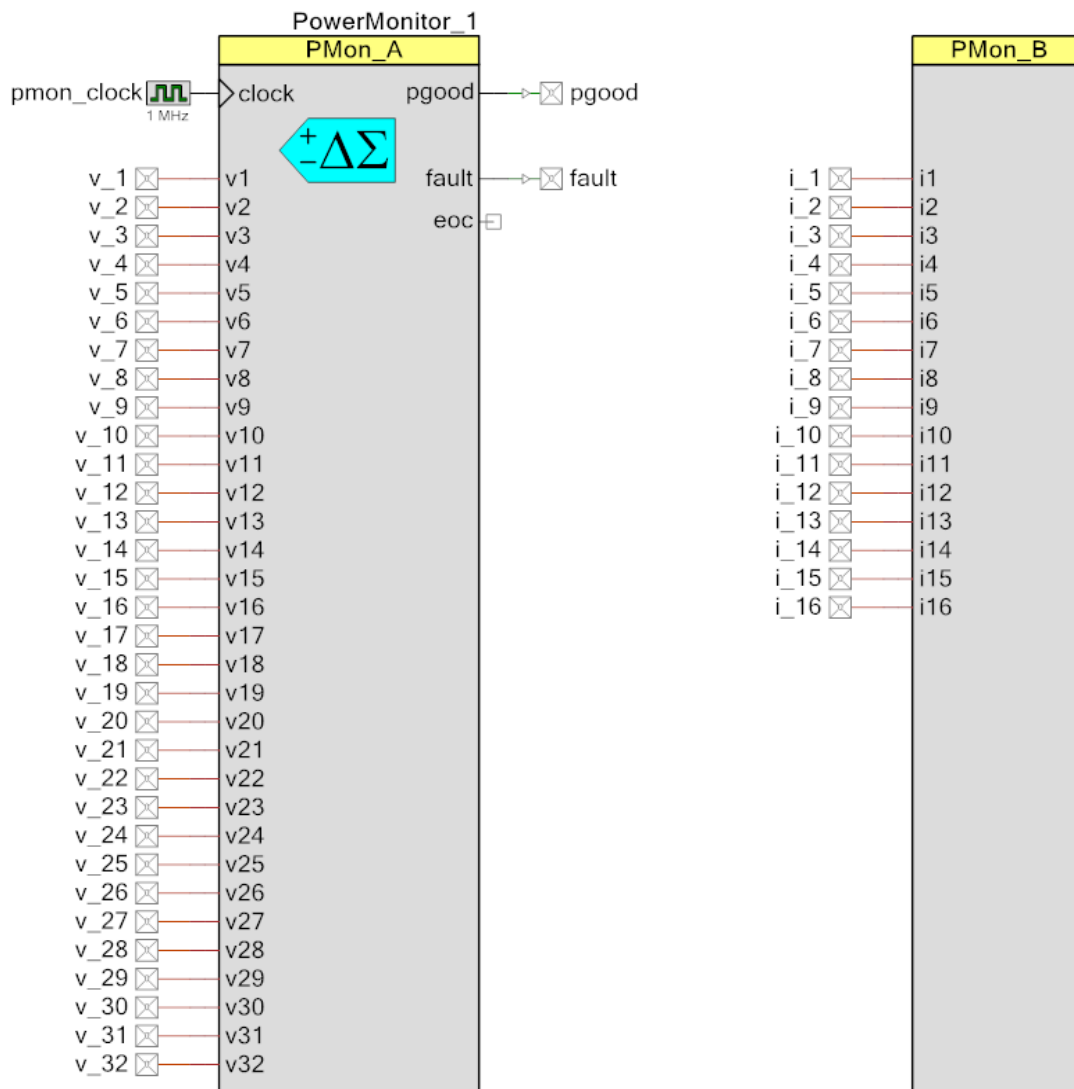 PowerMonitor_1
PMon_A PMon_B
pmon_clock clock pgood pgood
1 MHz
+−ΔΣ
v_1 v1 fault fault i_1 i1
v_2 v2 eoc i_2 i2
v_3 v3 i_3 i3
v_4 v4 i_4 i4
v_5 v5 i_5 i5
v_6 v6 i_6 i6
v_7 v7 i_7 i7
v_8 v8 i_8 i8
v_9 v9 i_9 i9
v_10 v10 i_10 i10
v_11 v11 i_11 i11
v_12 v12 i_12 i12
v_13 v13 i_13 i13
v_14 v14 i_14 i14
v_15 v15 i_15 i15
v_16 v16 i_16 i16
v_17 v17
v_18 v18
v_19 v19
v_20 v20
v_21 v21
v_22 v22
v_23 v23
v_24 v24
v_25 v25
v_26 v26
v_27 v27
v_28 v28
v_29 v29
v_30 v30
v_31 v31
v_32 v32